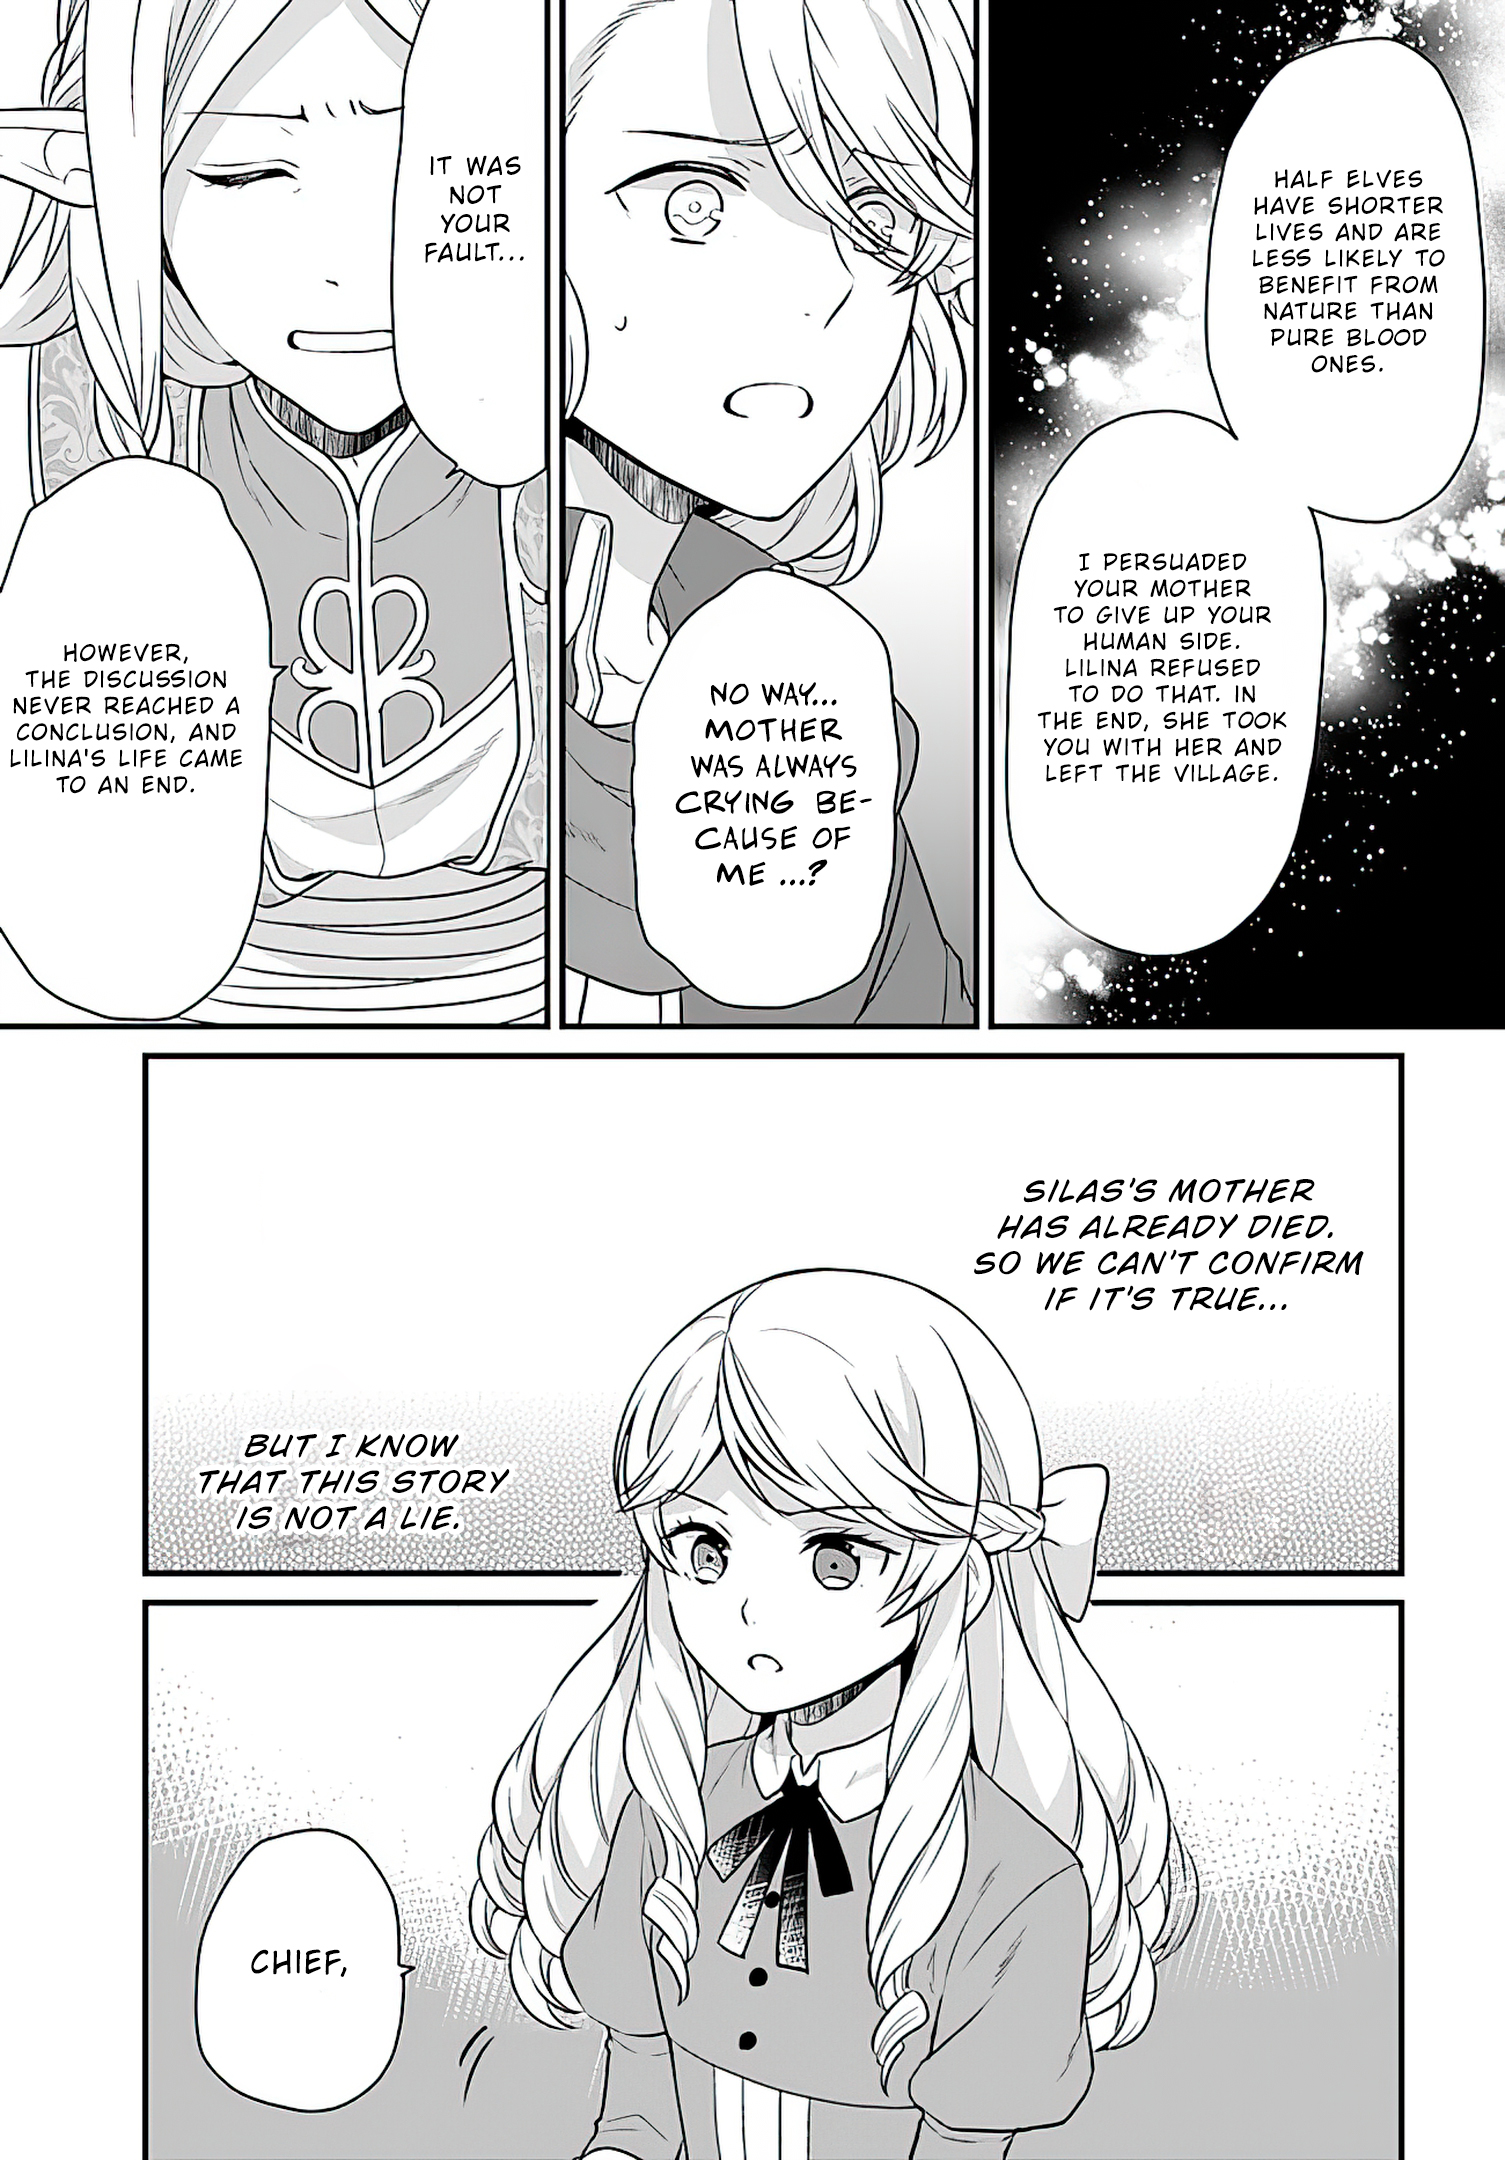 HALF ELVES
HAVE SHORTER
LIVES AND ARE
LESS LIKELY TO
BENEFIT FROM
NATURE THAN
PURE BLOOD
ONES.
I PERSUADED
YOUR MOTHER
TO GIVE UP YOUR
HUMAN SIDE.
LILINA REFUSED
TO DO THAT. IN
THE END, SHE TOOK
YOU WITH HER AND
LEFT THE VILLAGE.
NO WAY...
MOTHER
WAS ALWAYS
CRYING BE-
CAUSE OF
ME ...?
IT WAS
NOT
YOUR
FAULT...
HOWEVER,
THE DISCUSSION
NEVER REACHED A
CONCLUSION, AND
LILINA'S LIFE CAME
TO AN END.
SILAS'S MOTHER
HAS ALREADY DIED.
SO WE CAN'T CONFIRM
IF IT'S TRUE...
BUT I KNOW
THAT THIS STORY
IS NOT A LIE.
CHIEF,